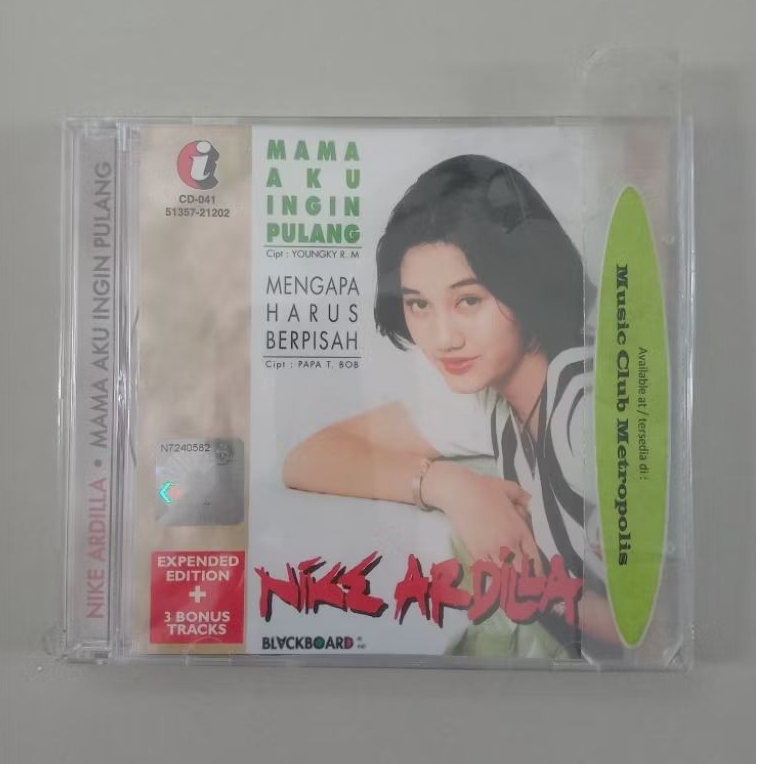 NIKE ARDILLA • MAMA AKU INGIN PULANG
i
CD-041
51357-21202
MAMA
AKU
INGIN
PULANG
Cipt : YOUNGKY R. M
MENGAPA
HARUS
BERPISAH
Cipt : PAPA T. BOB
N7240582
EXPENDED
EDITION
+
3 BONUS
TRACKS
NIKE ARDILLA
BLACKBOARD ®
Available at / tersedia di :
Music Club Metropolis